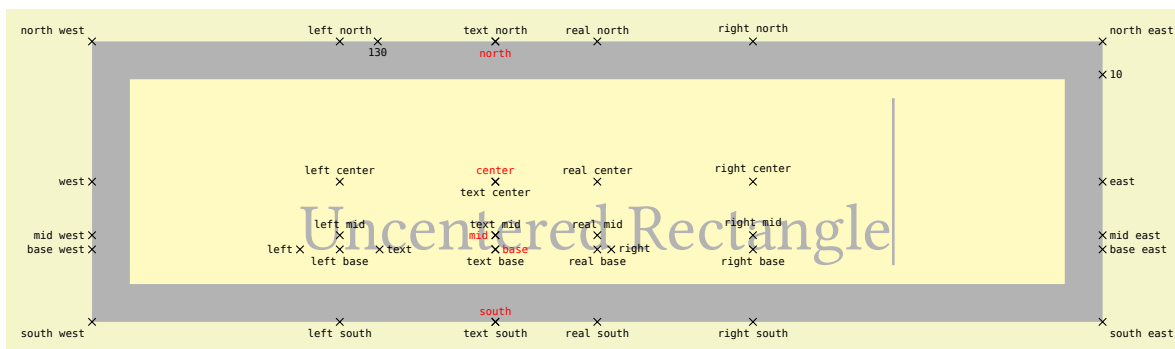 north west left north text north real north right north north east
130 north
10
left center center real center right center
west text center east
Uncentered Rectangle
left mid text mid real mid right mid
mid west mid mid east
base west left text base right base east
left base text base real base right base
south
south west left south text south real south right south south east